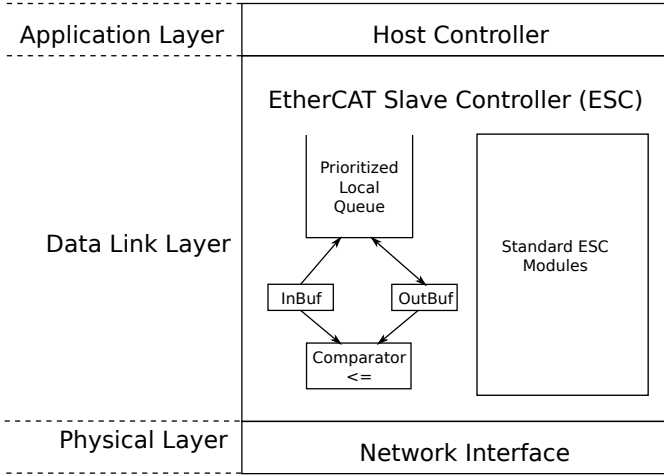 Application Layer
Host Controller
EtherCAT Slave Controller (ESC)
Prioritized
Local
Queue
Data Link Layer
Standard ESC
Modules
InBuf
OutBuf
Comparator
<=
Physical Layer
Network Interface